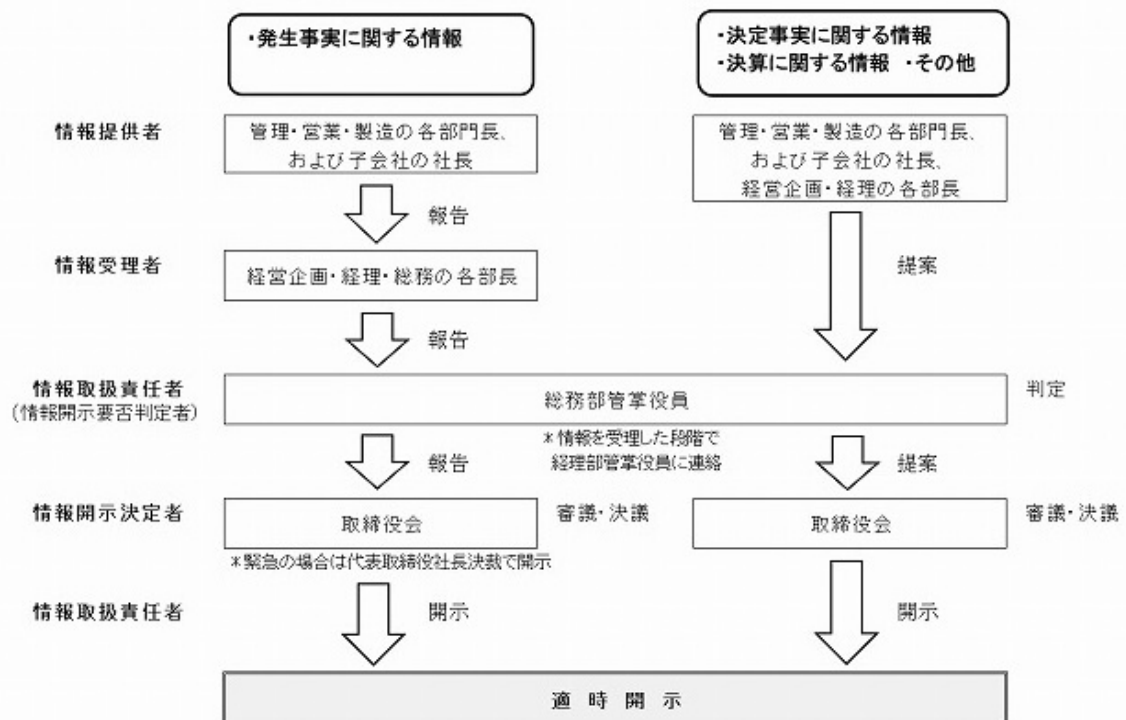 ・発生事実に関する情報
・決定事実に関する情報
・決算に関する情報 ・その他
情報提供者
管理・営業・製造の各部門長、
および子会社の社長
管理・営業・製造の各部門長、
および子会社の社長、
経営企画・経理の各部長
報告
情報受理者
経営企画・経理・総務の各部長
提案
報告
情報取扱責任者
(情報開示要否判定者)
総務部管掌役員
判定
*情報を受理した段階で
経理部管掌役員に連絡
報告
提案
情報開示決定者
取締役会
審議・決議
取締役会
審議・決議
*緊急の場合は代表取締役社長決裁で開示
情報取扱責任者
開示
開示
適時開示